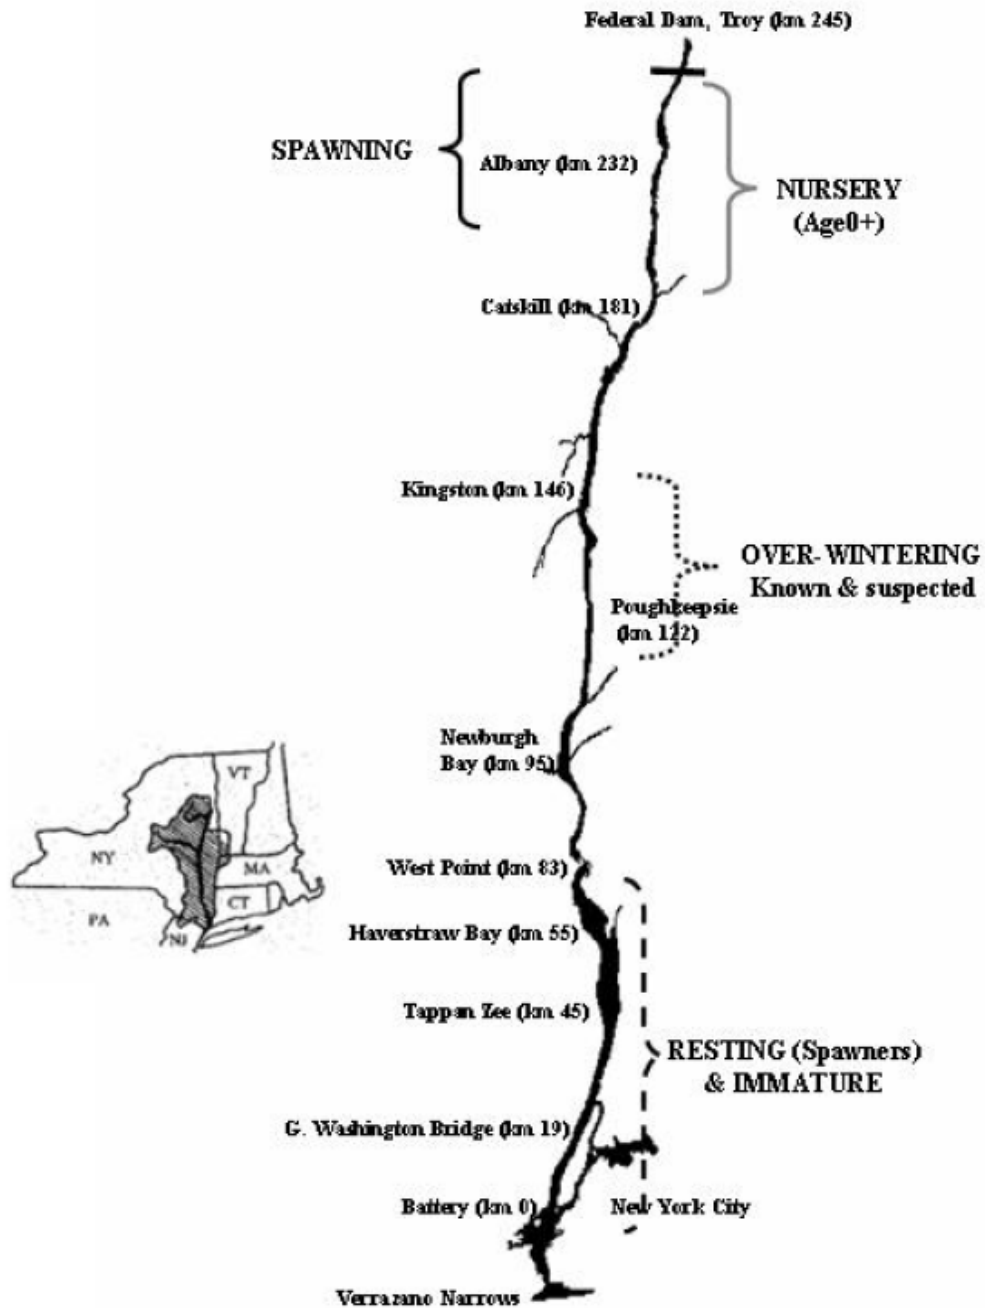 Federal Dam, Troy (km 245)
SPAWNING
Albany (km 232)
NURSERY
(Age0+)
Catskill (km 181)
Kingston (km 146)
OVER-WINTERING
Known & suspected
Poughkeepsie
(km 122)
Newburgh
Bay (km 95)
VT
NY
MA
CT
PA
NJ
West Point (km 83)
Haverstraw Bay (km 55)
Tappan Zee (km 45)
RESTING (Spawners)
& IMMATURE
G. Washington Bridge (km 19)
Battery (km 0)
New York City
Verrazano Narrows